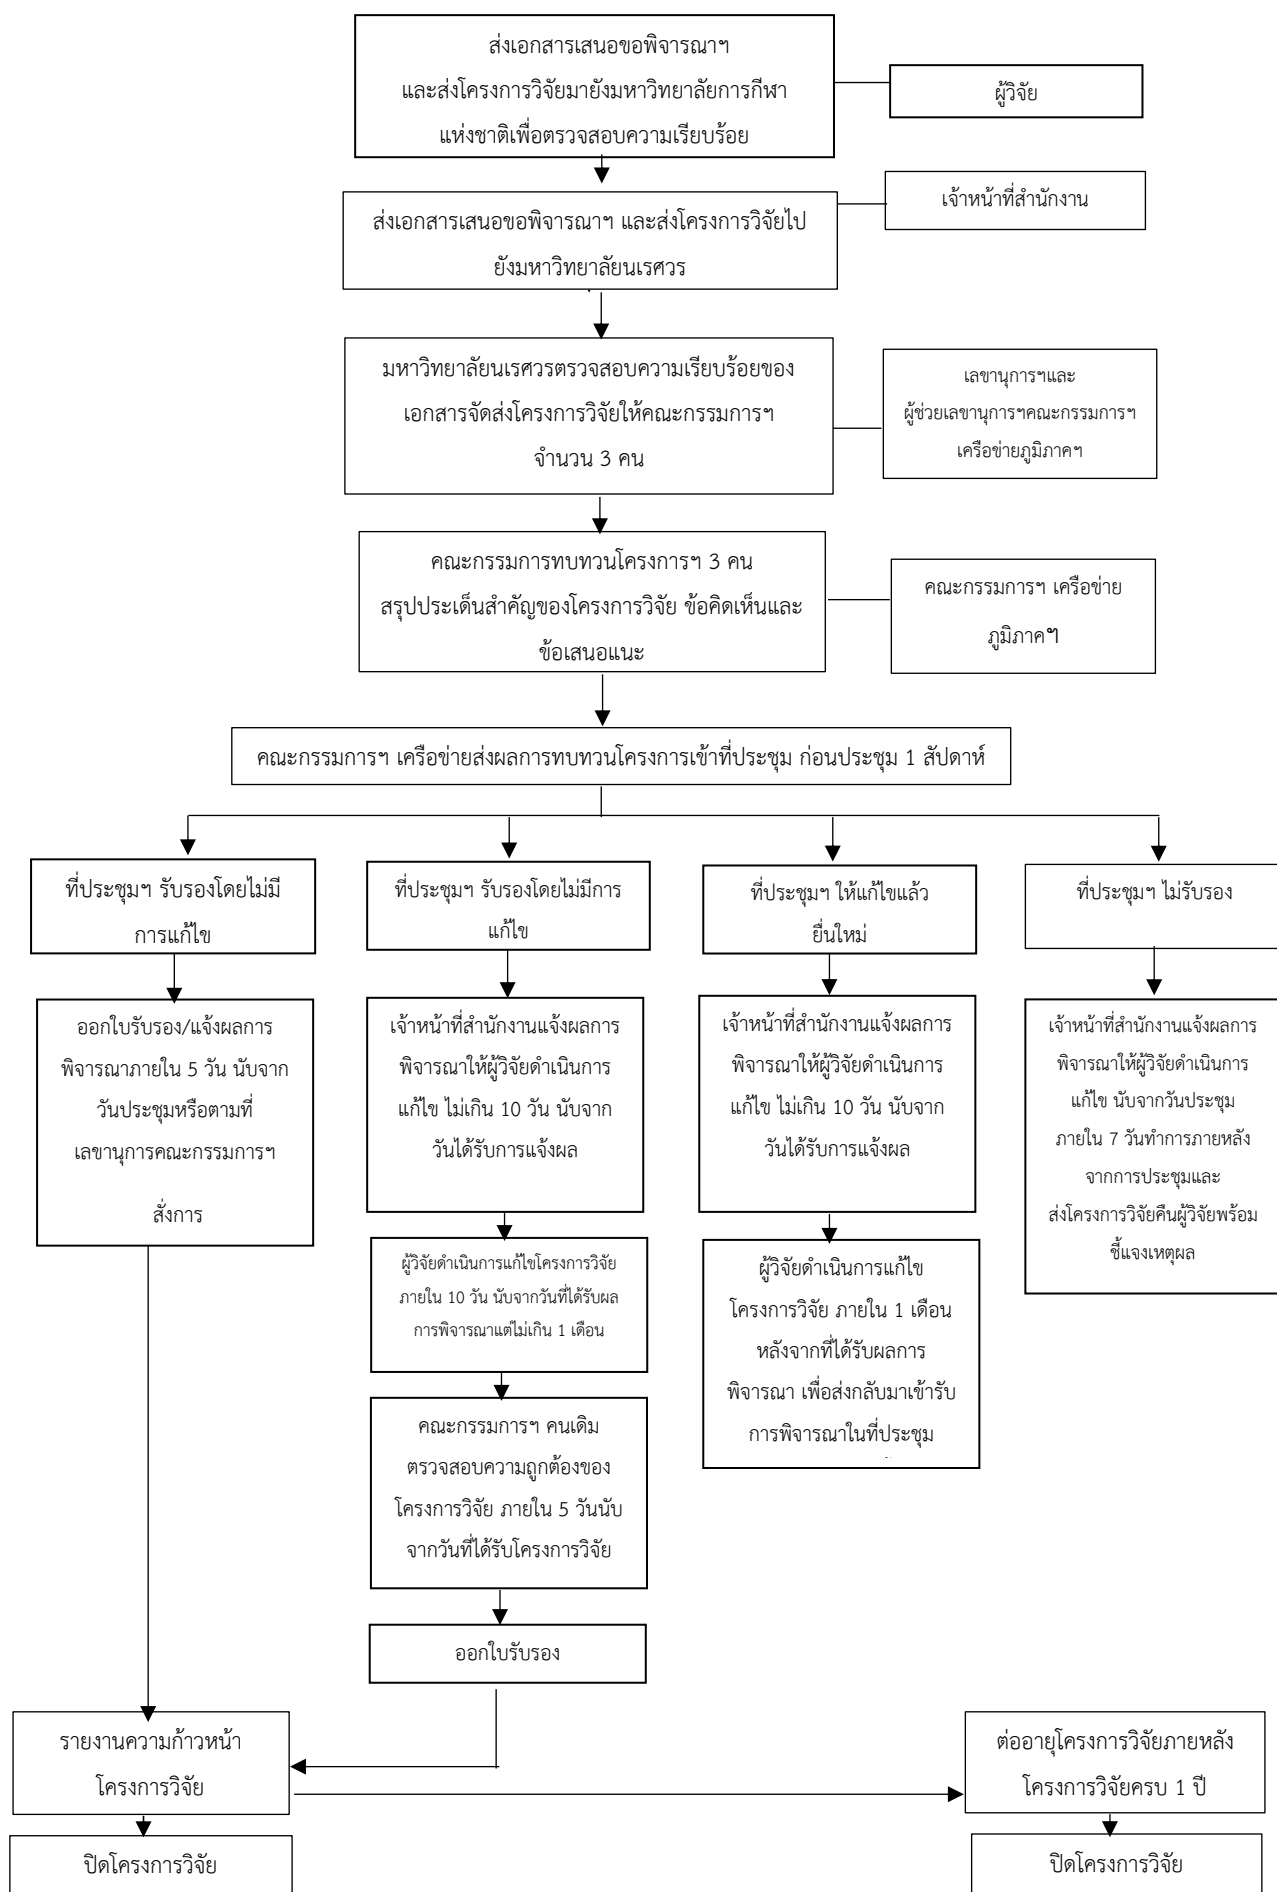 ส่งเอกสารเสนอขอพิจารณาฯ
และส่งโครงการวิจัยมายังมหาวิทยาลัยการกีฬา
แห่งชาติเพื่อตรวจสอบความเรียบร้อย
ผู้วิจัย
ส่งเอกสารเสนอขอพิจารณาฯ และส่งโครงการวิจัยไป
ยังมหาวิทยาลัยนเรศวร
เจ้าหน้าที่สำนักงาน
มหาวิทยาลัยนเรศวรตรวจสอบความเรียบร้อยของ
เอกสารจัดส่งโครงการวิจัยให้คณะกรรมการฯ
จำนวน 3 คน
เลขานุการฯและ
ผู้ช่วยเลขานุการฯคณะกรรมการฯ
เครือข่ายภูมิภาคฯ
คณะกรรมการทบทวนโครงการฯ 3 คน
สรุปประเด็นสำคัญของโครงการวิจัย ข้อคิดเห็นและ
ข้อเสนอแนะ
คณะกรรมการฯ เครือข่าย
ภูมิภาคฯ
คณะกรรมการฯ เครือข่ายส่งผลการทบทวนโครงการเข้าที่ประชุม ก่อนประชุม 1 สัปดาห์
ที่ประชุมฯ รับรองโดยไม่มี
การแก้ไข
ออกใบรับรอง/แจ้งผลการ
พิจารณาภายใน 5 วัน นับจาก
วันประชุมหรือตามที่
เลขานุการคณะกรรมการฯ
สั่งการ
ที่ประชุมฯ รับรองโดยไม่มีการ
แก้ไข
เจ้าหน้าที่สำนักงานแจ้งผลการ
พิจารณาให้ผู้วิจัยดำเนินการ
แก้ไข ไม่เกิน 10 วัน นับจาก
วันได้รับการแจ้งผล
ผู้วิจัยดำเนินการแก้ไขโครงการวิจัย
ภายใน 10 วัน นับจากวันที่ได้รับผล
การพิจารณาแต่ไม่เกิน 1 เดือน
คณะกรรมการฯ คนเดิม
ตรวจสอบความถูกต้องของ
โครงการวิจัย ภายใน 5 วันนับ
จากวันที่ได้รับโครงการวิจัย
ออกใบรับรอง
ที่ประชุมฯ ให้แก้ไขแล้ว
ยื่นใหม่
เจ้าหน้าที่สำนักงานแจ้งผลการ
พิจารณาให้ผู้วิจัยดำเนินการ
แก้ไข ไม่เกิน 10 วัน นับจาก
วันได้รับการแจ้งผล
ผู้วิจัยดำเนินการแก้ไข
โครงการวิจัย ภายใน 1 เดือน
หลังจากที่ได้รับผลการ
พิจารณา เพื่อส่งกลับมาเข้ารับ
การพิจารณาในที่ประชุม
ที่ประชุมฯ ไม่รับรอง
เจ้าหน้าที่สำนักงานแจ้งผลการ
พิจารณาให้ผู้วิจัยดำเนินการ
แก้ไข นับจากวันประชุม
ภายใน 7 วันทำการภายหลัง
จากการประชุมและ
ส่งโครงการวิจัยคืนผู้วิจัยพร้อม
ชี้แจงเหตุผล
รายงานความก้าวหน้า
โครงการวิจัย
ปิดโครงการวิจัย
ต่ออายุโครงการวิจัยภายหลัง
โครงการวิจัยครบ 1 ปี
ปิดโครงการวิจัย